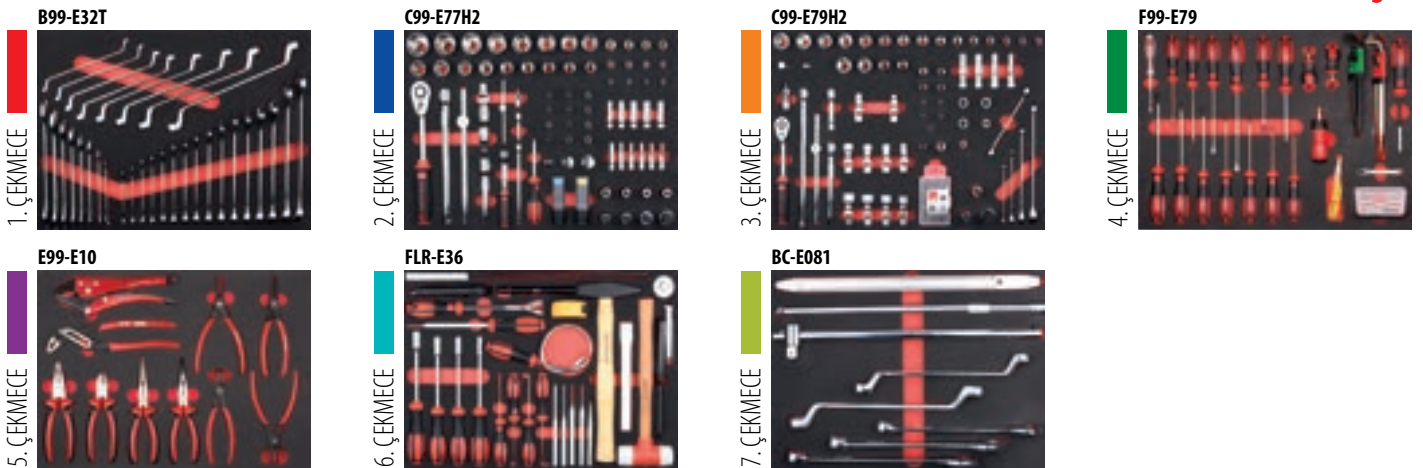 B99-E32T
1. ÇEKMECE
C99-E77H2
2. ÇEKMECE
C99-E79H2
3. ÇEKMECE
F99-E79
4. ÇEKMECE
E99-E10
5. ÇEKMECE
FLR-E36
6. ÇEKMECE
BC-E081
7. ÇEKMECE